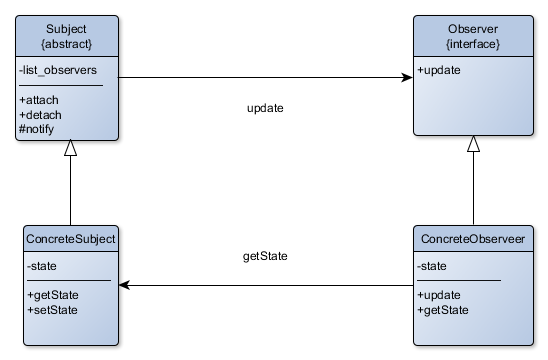 Subject
{abstract}
-list_observers
+attach
+detach
#notify
update
Observer
{interface}
+update
ConcreteSubject
-state
+getState
+setState
getState
ConcreteObserveer
-state
+update
+getState